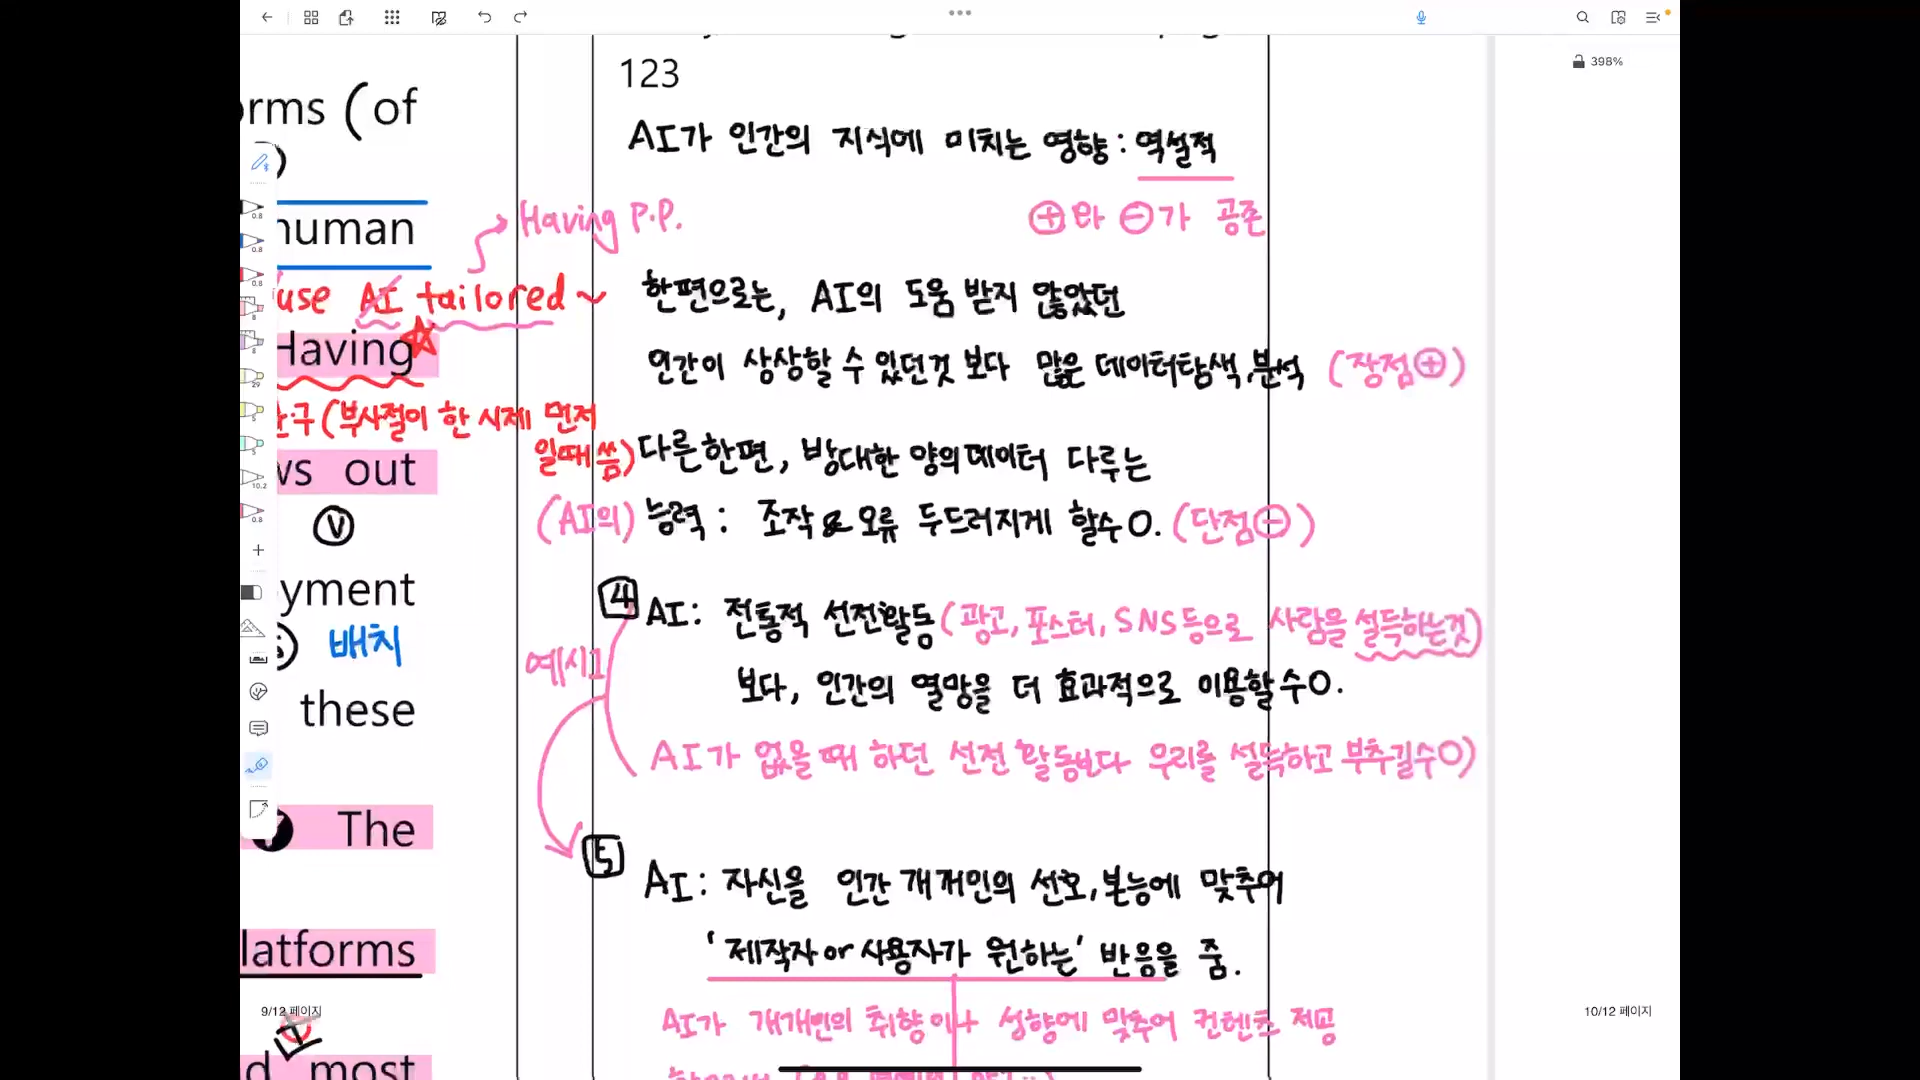 398%
123
AI가 인간의 지식에 미치는 영향 : 역설적
⊕와 ⊖가 공존
한편으로는, AI의 도움 받지 않았던
인간이 상상할 수 있던것 보다 많은 데이터탐색,분석 (장점⊕)
다른한편, 방대한 양의데이터 다루는
(AI의) 능력 : 조작 & 오류 두드러지게 할수O. (단점⊖)
4 AI : 전통적 선전활동 (광고, 포스터, SNS등으로 사람을 설득하는것)
보다, 인간의 열망을 더 효과적으로 이용할수O.
AI가 없을때 하던 선전활동보다 우리를 설득하고 부추길수O)
예시1
5 AI : 자신을 인간 개개인의 선호,본능에 맞추어
'제작자or사용자가 원하는' 반응을 줌.
AI가 개개인의 취향이나 성향에 맞추어 컨텐츠 제공
(of
human
Having P.P.
use AI tailored ~
Having
(부사절이 한 시제 먼저
일때 씀)
out
V
배치
these
The
most
9/12 페이지
10/12 페이지